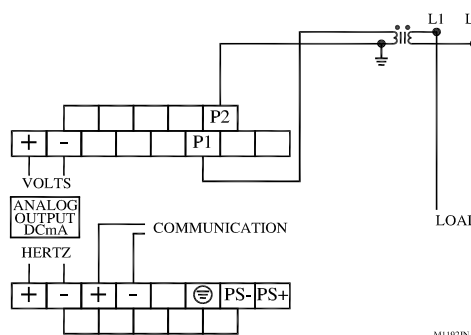 L1
P2
+ - P1
VOLTS
ANALOG
OUTPUT
DCmA
HERTZ
COMMUNICATION
LOAD
+ - + - PS- PS+